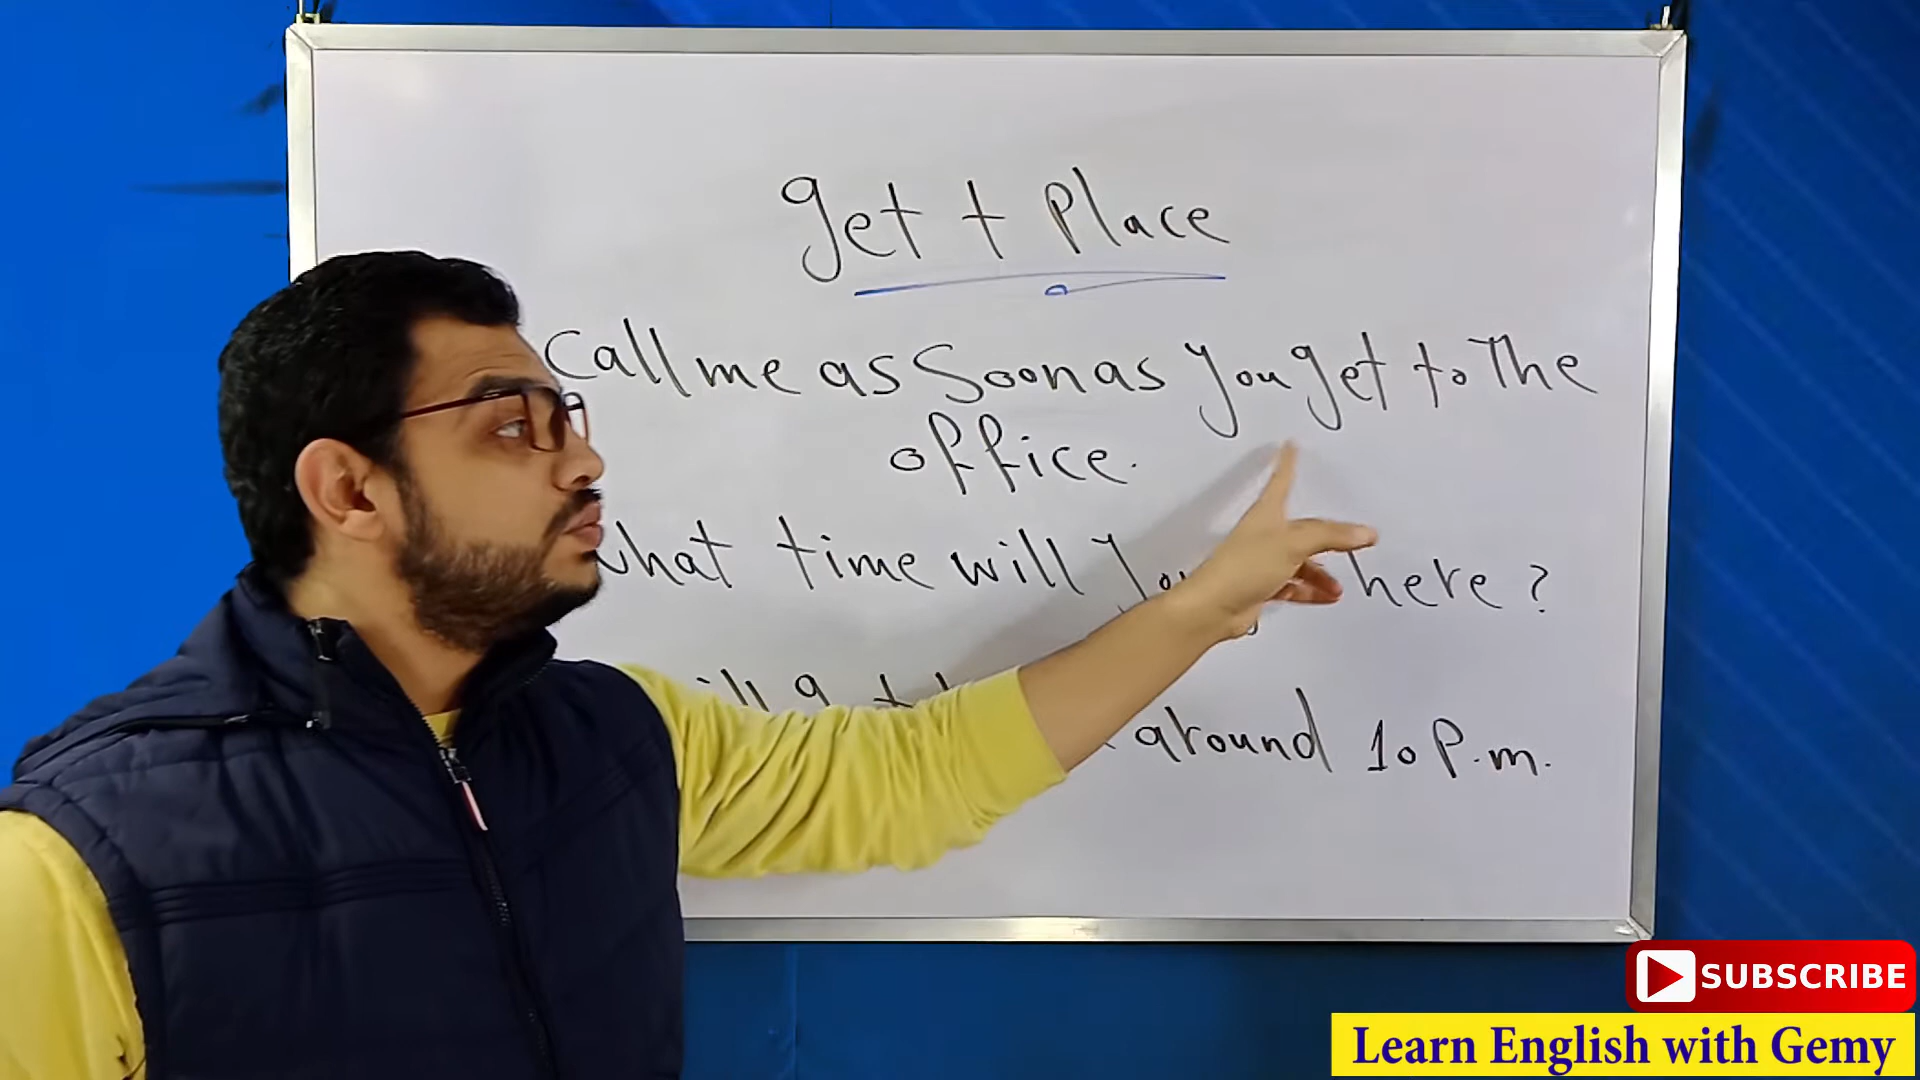 get + Place
Call me as Soon as you get to The
office.
what time will you here?
around 10 P.m.
SUBSCRIBE
Learn English with Gemy